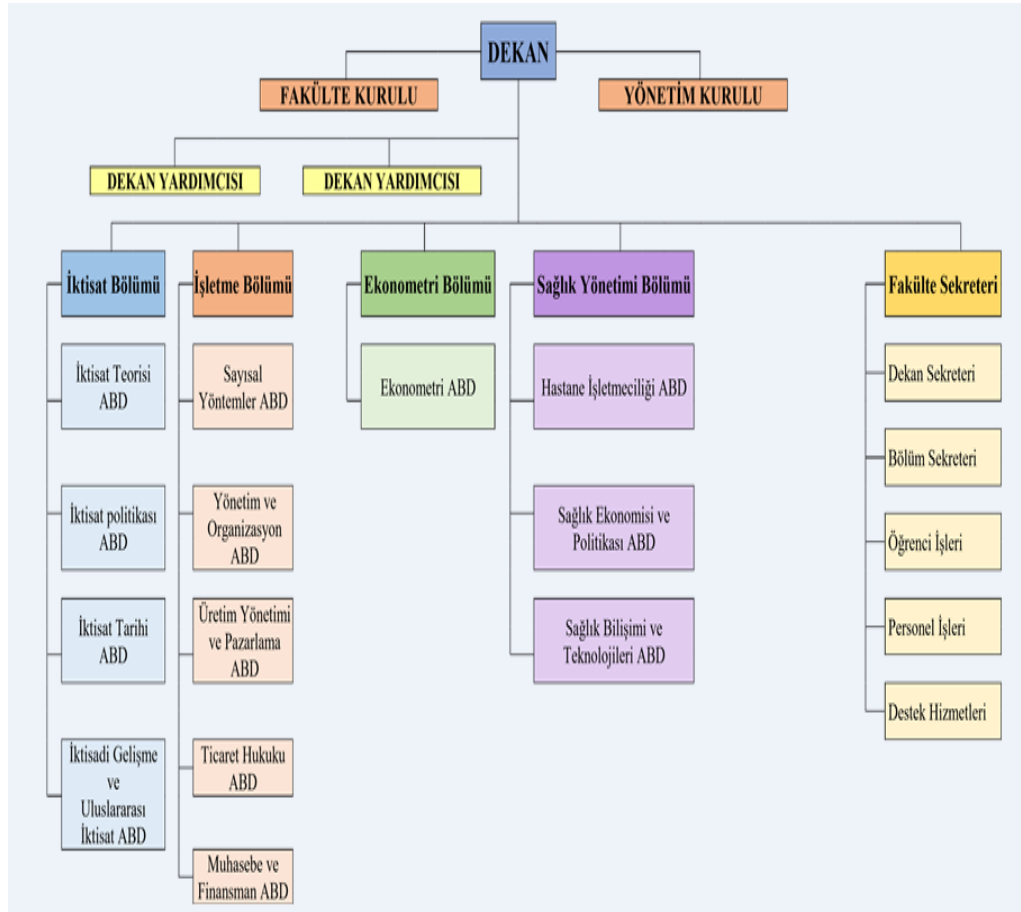 DEKAN
FAKÜLTE KURULU
YÖNETİM KURULU
DEKAN YARDIMCISI
DEKAN YARDIMCISI
İktisat Bölümü
İşletme Bölümü
Ekonometri Bölümü
Sağlık Yönetimi Bölümü
Fakülte Sekreteri
İktisat Teorisi
ABD
İktisat politikası
ABD
İktisat Tarihi
ABD
İktisadi Gelişme
ve
Uluslararası
İktisat ABD
Sayısal
Yöntemler ABD
Yönetim ve
Organizasyon
ABD
Üretim Yönetimi
ve Pazarlama
ABD
Ticaret Hukuku
ABD
Muhasebe ve
Finansman ABD
Ekonometri ABD
Hastane İşletmeciliği ABD
Sağlık Ekonomisi ve
Politikası ABD
Sağlık Bilişimi ve
Teknolojileri ABD
Dekan Sekreteri
Bölüm Sekreteri
Öğrenci İşleri
Personel İşleri
Destek Hizmetleri